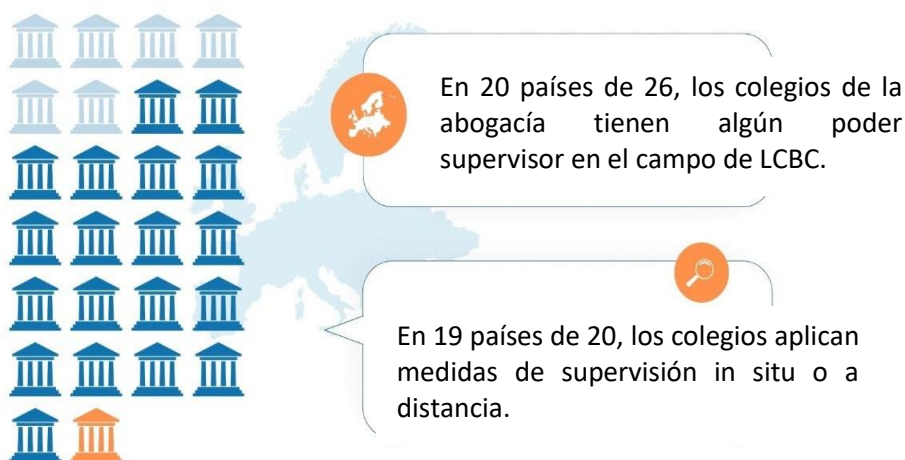 En 20 países de 26, los colegios de la
abogacía tienen algún poder
supervisor en el campo de LCBC.
En 19 países de 20, los colegios aplican
medidas de supervisión in situ o a
distancia.